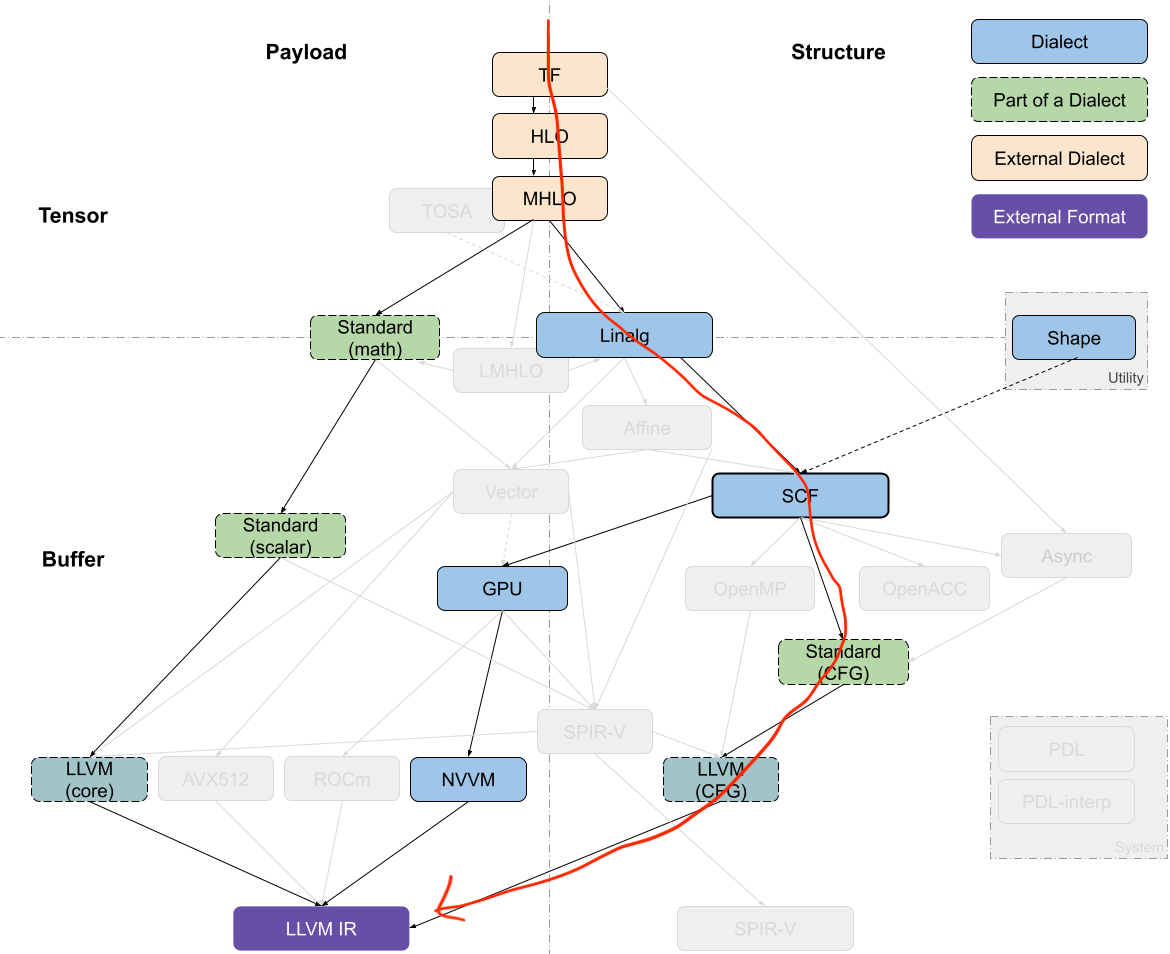 Payload
Structure
Dialect
Part of a Dialect
External Dialect
External Format
TF
HLO
MHLO
TOSA
Tensor
Standard
(math)
Linalg
Shape
Utility
LMHLO
Affine
Vector
SCF
Standard
(scalar)
Buffer
GPU
OpenMP
OpenACC
Async
Standard
(CFG)
SPIR-V
LLVM
(core)
AVX512
ROCm
NVVM
LLVM
(CFG)
PDL
PDL-interp
System
LLVM IR
SPIR-V